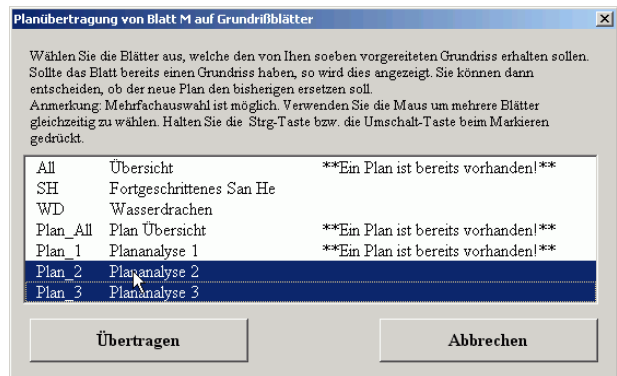 Planübertragung von Blatt M auf Grundrißblätter
Wählen Sie die Blätter aus, welche den von Ihen soeben vorgereiteten Grundriss erhalten sollen.
Sollte das Blatt bereits einen Grundriss haben, so wird dies angezeigt. Sie können dann
entscheiden, ob der neue Plan den bisherigen ersetzen soll.
Anmerkung: Mehrfachauswahl ist möglich. Verwenden Sie die Maus um mehrere Blätter
gleichzeitig zu wählen. Halten Sie die Strg-Taste bzw. die Umschalt-Taste beim Markieren
gedrückt.
All Übersicht **Ein Plan ist bereits vorhanden!**
SH Fortgeschrittenes San He
WD Wasserdrachen
Plan_All Plan Übersicht **Ein Plan ist bereits vorhanden!**
Plan_1 Plananalyse 1 **Ein Plan ist bereits vorhanden!**
Plan_2 Plananalyse 2
Plan_3 Plananalyse 3
Übertragen Abbrechen